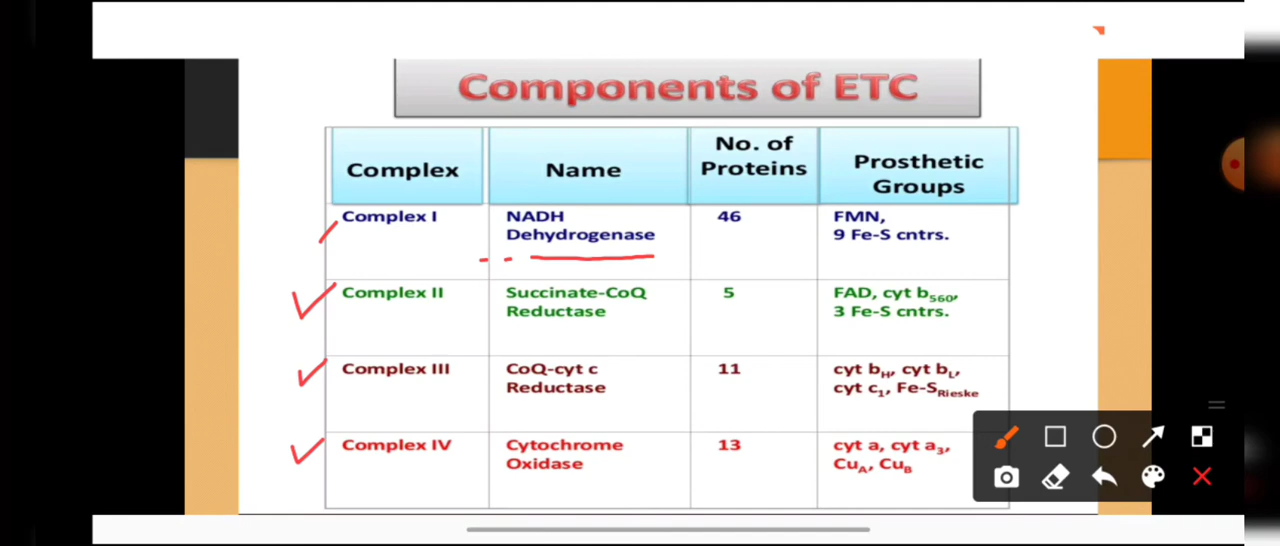 Components of ETC
Complex
Name
No. of
Proteins
Prosthetic
Groups
Complex I
NADH
Dehydrogenase
46
FMN,
9 Fe-S cntrs.
Complex II
Succinate-CoQ
Reductase
5
FAD, cyt b560,
3 Fe-S cntrs.
Complex III
CoQ-cyt c
Reductase
11
cyt bH, cyt bL,
cyt c1, Fe-SRieske
Complex IV
Cytochrome
Oxidase
13
cyt a, cyt a3,
CuA, CuB